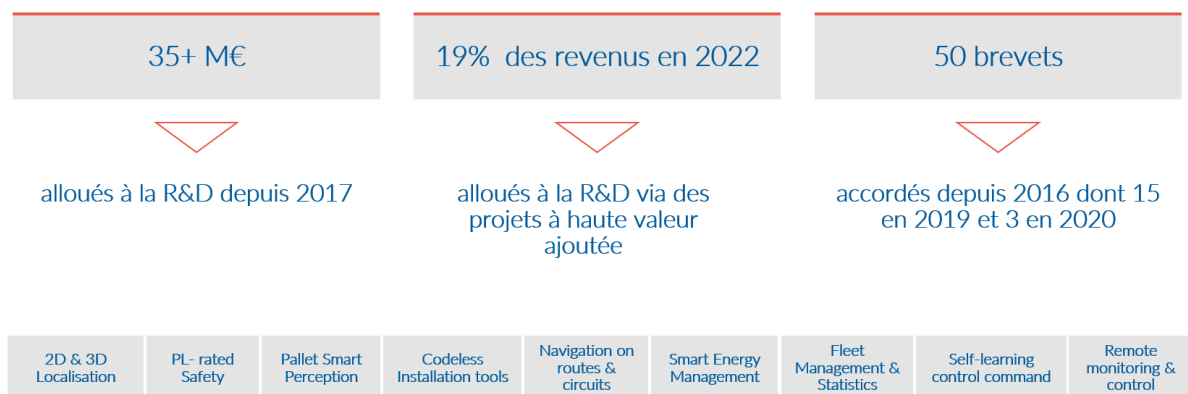 35+ M€
19% des revenus en 2022
50 brevets
alloués à la R&D depuis 2017
alloués à la R&D via des
projets à haute valeur
ajoutée
accordés depuis 2016 dont 15
en 2019 et 3 en 2020
2D & 3D
Localisation
PL- rated
Safety
Pallet Smart
Perception
Codeless
Installation tools
Navigation on
routes &
circuits
Smart Energy
Management
Fleet
Management &
Statistics
Self-learning
control command
Remote
monitoring &
control